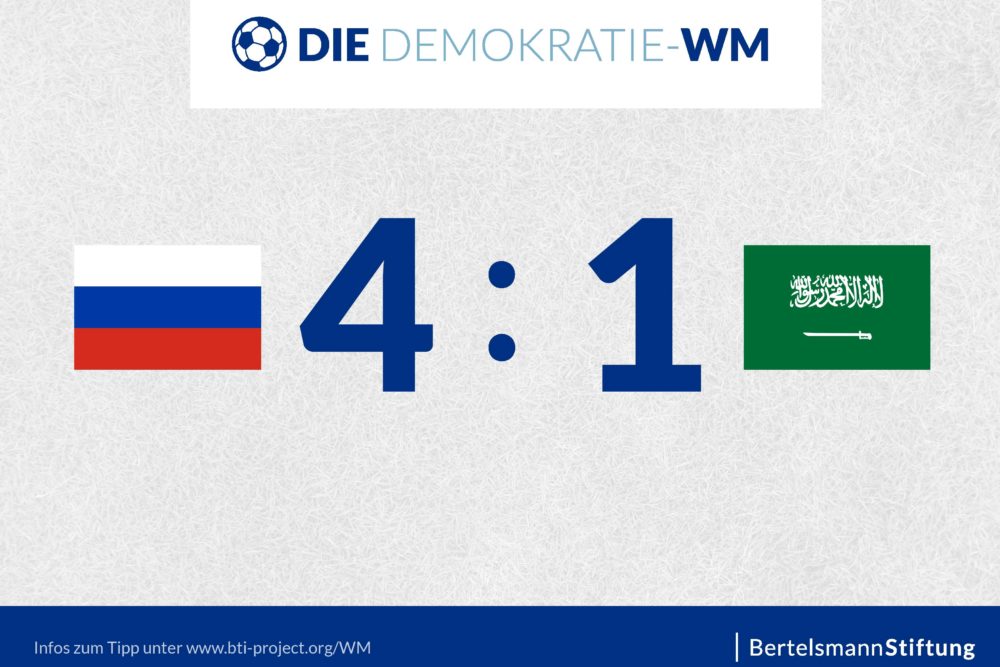 DIE DEMOKRATIE-WM
4 : 1
لا إله إلا الله محمد رسول الله
Infos zum Tipp unter www.bti-project.org/WM
BertelsmannStiftung